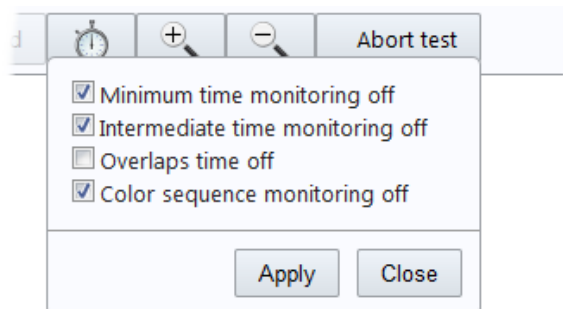 Abort test
Minimum time monitoring off
Intermediate time monitoring off
Overlaps time off
Color sequence monitoring off
Apply Close